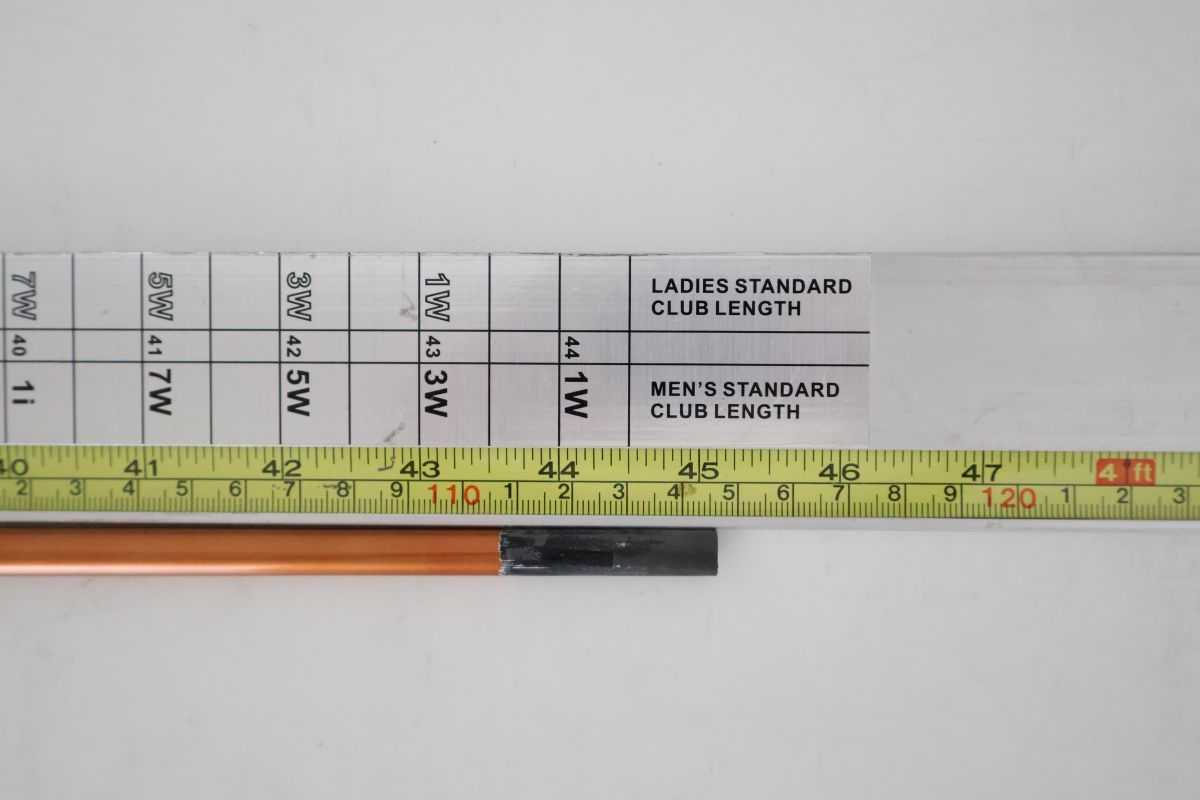 7W 5W 3W 1W LADIES STANDARD
CLUB LENGTH
40 41 42 43 44
1i 7W 5W 3W 1W MEN'S STANDARD
CLUB LENGTH
40 41 42 43 44 45 46 47 4 ft
2 3 4 5 6 7 8 9 110 1 2 3 4 5 6 7 8 9 120 1 2 3